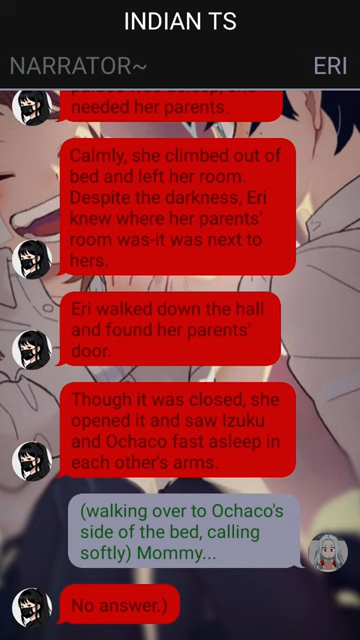 INDIAN TS
NARRATOR~ ERI
needed her parents.
Calmly, she climbed out of
bed and left her room.
Despite the darkness, Eri
knew where her parents'
room was-it was next to
hers.
Eri walked down the hall
and found her parents'
door.
Though it was closed, she
opened it and saw Izuku
and Ochaco fast asleep in
each other's arms.
(walking over to Ochaco's
side of the bed, calling
softly) Mommy...
No answer.)